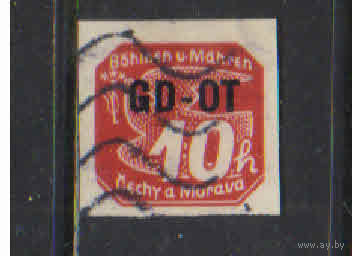 Böhmen u. Mähren
GD-OT
10h
Čechy a Morava
www.ay.by